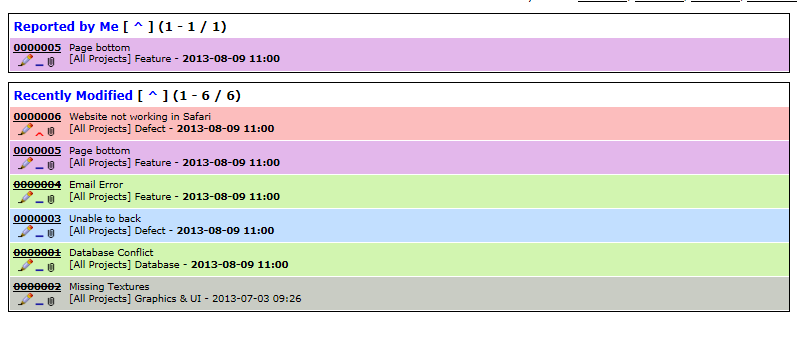 Reported by Me [ ^ ] (1 - 1 / 1)
0000005 Page bottom
[All Projects] Feature - 2013-08-09 11:00
Recently Modified [ ^ ] (1 - 6 / 6)
0000006 Website not working in Safari
[All Projects] Defect - 2013-08-09 11:00
0000005 Page bottom
[All Projects] Feature - 2013-08-09 11:00
0000004 Email Error
[All Projects] Feature - 2013-08-09 11:00
0000003 Unable to back
[All Projects] Defect - 2013-08-09 11:00
0000001 Database Conflict
[All Projects] Database - 2013-08-09 11:00
0000002 Missing Textures
[All Projects] Graphics & UI - 2013-07-03 09:26